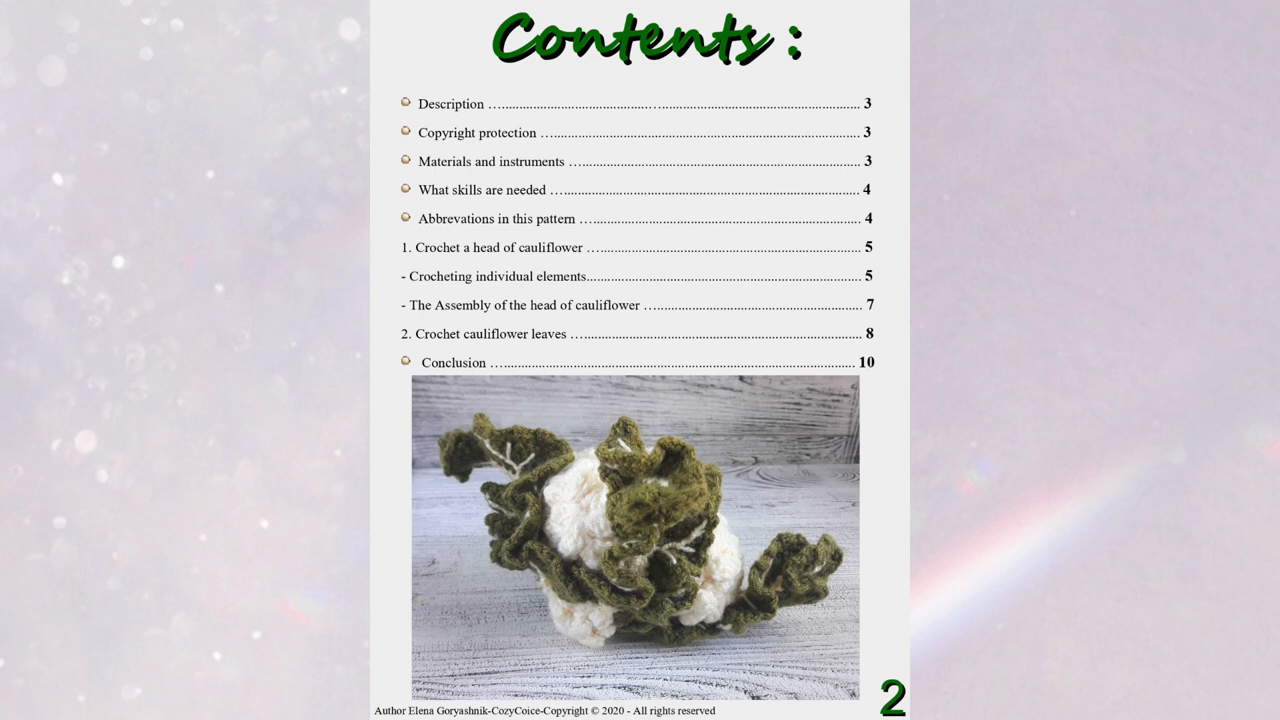 Contents :
Description ….......................................…......................................................... 3
Copyright protection …..................................................................................... 3
Materials and instruments ….............................................................................. 3
What skills are needed …................................................................................... 4
Abbrevations in this pattern …........................................................................... 4
1. Crochet a head of cauliflower ….......................................................................... 5
- Crocheting individual elements............................................................................. 5
- The Assembly of the head of cauliflower …......................................................... 7
2. Crochet cauliflower leaves …............................................................................... 8
Conclusion …................................................................................................... 10
Author Elena Goryashnik-CozyCoice-Copyright © 2020 - All rights reserved
2